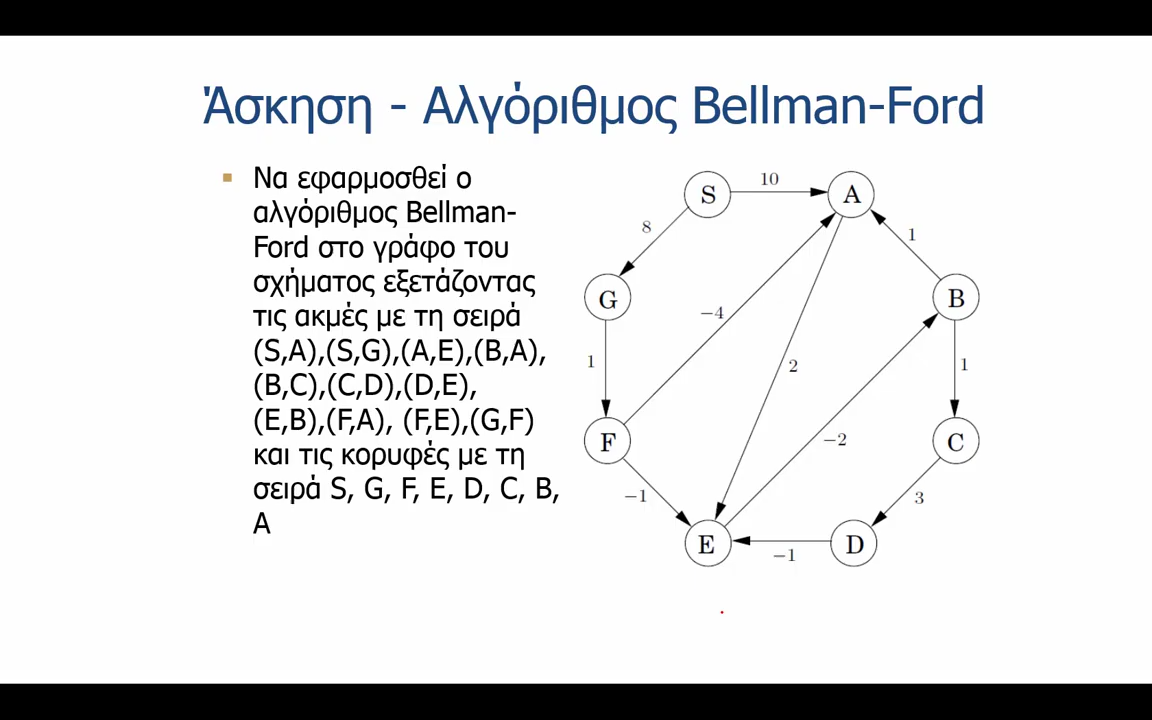 Άσκηση - Αλγόριθμος Bellman-Ford
▪ Να εφαρμοσθεί ο
αλγόριθμος Bellman-
Ford στο γράφο του
σχήματος εξετάζοντας
τις ακμές με τη σειρά
(S,A),(S,G),(A,E),(B,A),
(B,C),(C,D),(D,E),
(E,B),(F,A), (F,E),(G,F)
και τις κορυφές με τη
σειρά S, G, F, E, D, C, B,
A
S
10
A
8
1
G
B
−4
1
2
1
F
−2
C
−1
3
E
−1
D